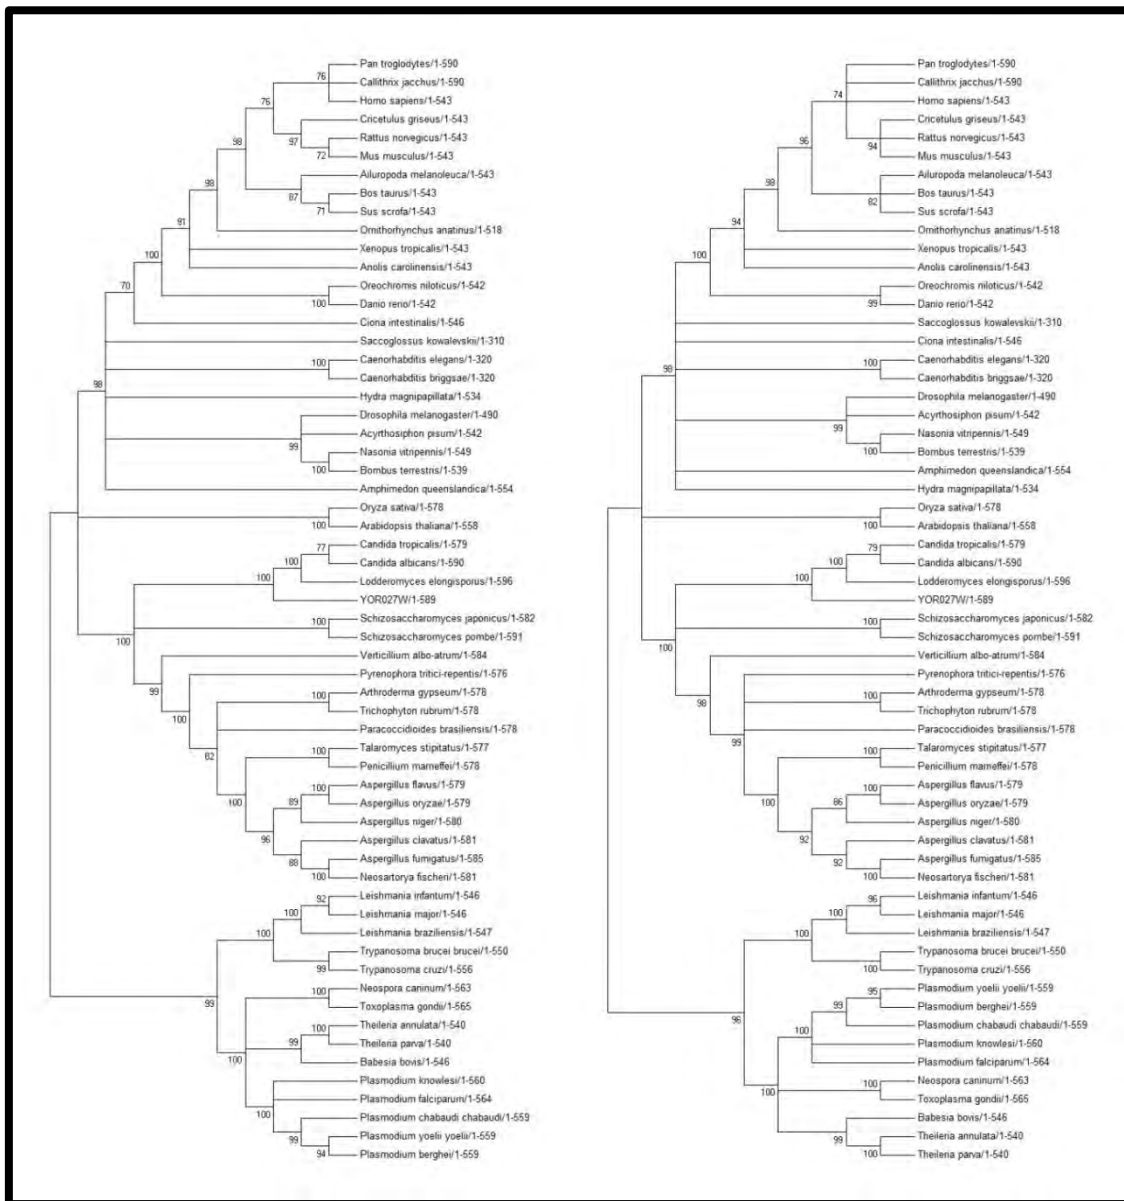 Pan troglodytes/1-590
76
Callithrix jacchus/1-590
76
Homo sapiens/1-543
Cricetulus griseus/1-543
97
Rattus norvegicus/1-543
98
72
Mus musculus/1-543
Ailuropoda melanoleuca/1-543
98
87
Bos taurus/1-543
71
Sus scrofa/1-543
91
Ornithorhynchus anatinus/1-518
Xenopus tropicalis/1-543
100
Anolis carolinensis/1-543
Oreochromis niloticus/1-542
70
100
Danio rerio/1-542
Ciona intestinalis/1-546
Saccoglossus kowalevskii/1-310
100
Caenorhabditis elegans/1-320
98
Caenorhabditis briggsae/1-320
Hydra magnipapillata/1-534
Drosophila melanogaster/1-490
Acyrthosiphon pisum/1-542
99
Nasonia vitripennis/1-549
100
Bombus terrestris/1-539
Amphimedon queenslandica/1-554
Oryza sativa/1-578
100
Arabidopsis thaliana/1-558
77
Candida tropicalis/1-579
100
Candida albicans/1-590
100
Lodderomyces elongisporus/1-596
YOR027W/1-589
100
Schizosaccharomyces japonicus/1-582
100
Schizosaccharomyces pombe/1-591
Verticillium albo-atrum/1-584
99
Pyrenophora tritici-repentis/1-576
100
100
Arthroderma gypseum/1-578
Trichophyton rubrum/1-578
Paracoccidioides brasiliensis/1-578
82
100
Talaromyces stipitatus/1-577
Penicillium marneffei/1-578
100
100
Aspergillus flavus/1-579
89
Aspergillus oryzae/1-579
Aspergillus niger/1-580
96
Aspergillus clavatus/1-581
88
Aspergillus fumigatus/1-585
100
Neosartorya fischeri/1-581
92
Leishmania infantum/1-546
100
Leishmania major/1-546
100
Leishmania braziliensis/1-547
Trypanosoma brucei brucei/1-550
99
Trypanosoma cruzi/1-556
99
100
Neospora caninum/1-563
Toxoplasma gondii/1-565
100
Theileria annulata/1-540
99
Theileria parva/1-540
100
Babesia bovis/1-546
Plasmodium knowlesi/1-560
100
Plasmodium falciparum/1-564
Plasmodium chabaudi chabaudi/1-559
99
Plasmodium yoelii yoelii/1-559
94
Plasmodium berghei/1-559
Pan troglodytes/1-590
74
Callithrix jacchus/1-590
Homo sapiens/1-543
Cricetulus griseus/1-543
96
94
Rattus norvegicus/1-543
Mus musculus/1-543
98
Ailuropoda melanoleuca/1-543
82
Bos taurus/1-543
Sus scrofa/1-543
94
Ornithorhynchus anatinus/1-518
Xenopus tropicalis/1-543
100
Anolis carolinensis/1-543
Oreochromis niloticus/1-542
99
Danio rerio/1-542
Saccoglossus kowalevskii/1-310
Ciona intestinalis/1-546
98
100
Caenorhabditis elegans/1-320
Caenorhabditis briggsae/1-320
Drosophila melanogaster/1-490
Acyrthosiphon pisum/1-542
99
Nasonia vitripennis/1-549
100
Bombus terrestris/1-539
Amphimedon queenslandica/1-554
Hydra magnipapillata/1-534
Oryza sativa/1-578
100
Arabidopsis thaliana/1-558
79
Candida tropicalis/1-579
100
Candida albicans/1-590
100
Lodderomyces elongisporus/1-596
YOR027W/1-589
100
Schizosaccharomyces japonicus/1-582
100
Schizosaccharomyces pombe/1-591
Verticillium albo-atrum/1-584
98
Pyrenophora tritici-repentis/1-576
100
Arthroderma gypseum/1-578
99
Trichophyton rubrum/1-578
Paracoccidioides brasiliensis/1-578
100
Talaromyces stipitatus/1-577
Penicillium marneffei/1-578
100
100
Aspergillus flavus/1-579
86
Aspergillus oryzae/1-579
Aspergillus niger/1-580
92
Aspergillus clavatus/1-581
92
Aspergillus fumigatus/1-585
100
Neosartorya fischeri/1-581
96
Leishmania infantum/1-546
100
Leishmania major/1-546
100
Leishmania braziliensis/1-547
Trypanosoma brucei brucei/1-550
100
Trypanosoma cruzi/1-556
96
95
Plasmodium yoelii yoelii/1-559
99
Plasmodium berghei/1-559
100
Plasmodium chabaudi chabaudi/1-559
Plasmodium knowlesi/1-560
Plasmodium falciparum/1-564
100
100
Neospora caninum/1-563
Toxoplasma gondii/1-565
Babesia bovis/1-546
99
Theileria annulata/1-540
100
Theileria parva/1-540